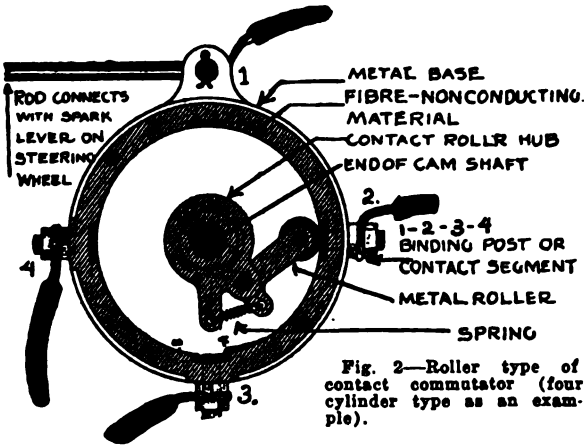 1
ROD CONNECTS
WITH SPARK
LEVER ON
STEERING
WHEEL
METAL BASE
FIBRE-NONCONDUCTING
MATERIAL
CONTACT ROLL'R HUB
END OF CAM SHAFT
2.
1-2-3-4
BINDING POST OR
CONTACT SEGMENT
METAL ROLLER
SPRING
4
3.
Fig. 2—Roller type of
contact commutator (four
cylinder type as an exam-
ple).